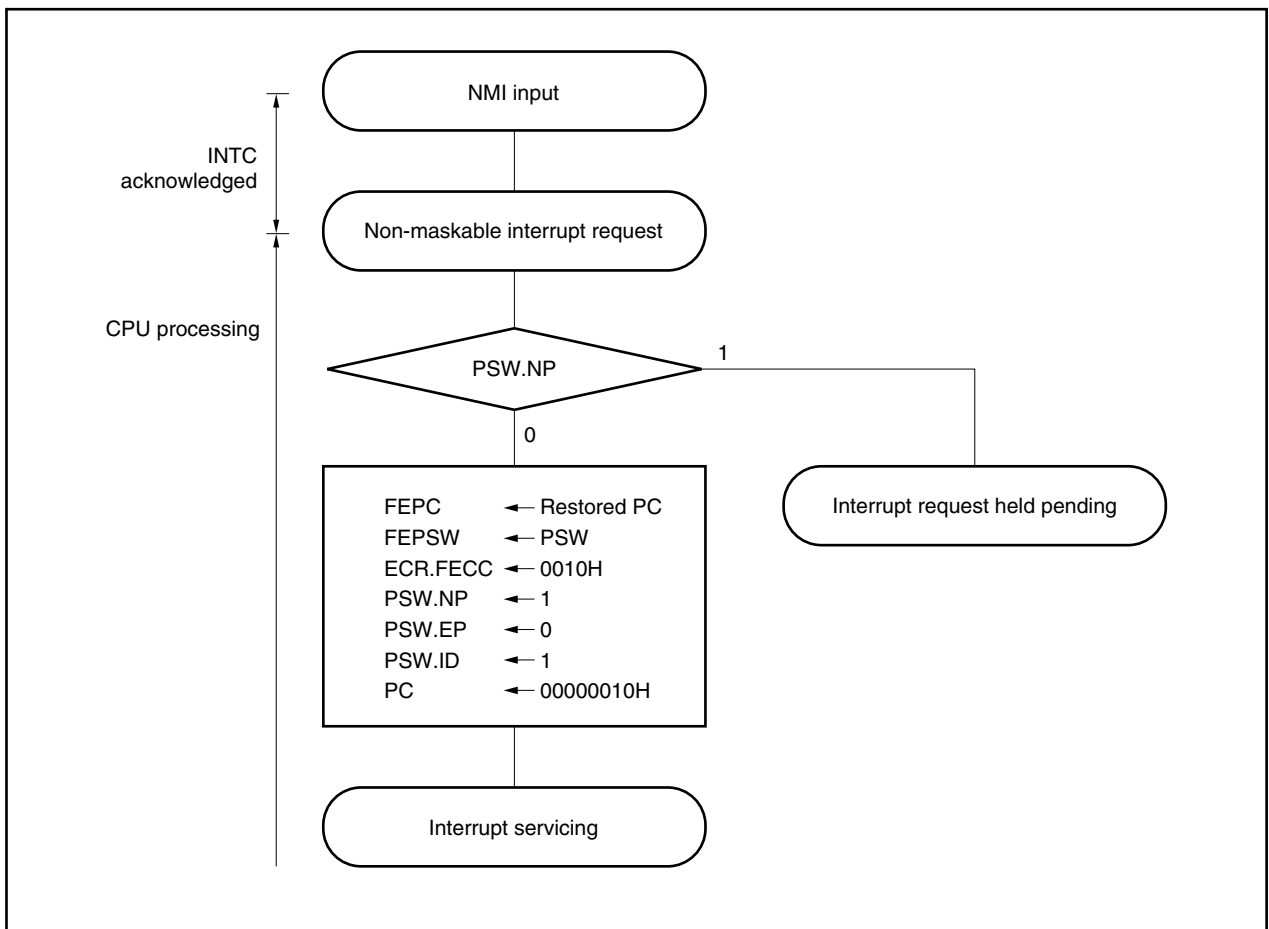 NMI input
INTC
acknowledged
Non-maskable interrupt request
CPU processing
PSW.NP
1
0
FEPC ← Restored PC
FEPSW ← PSW
ECR.FECC ← 0010H
PSW.NP ← 1
PSW.EP ← 0
PSW.ID ← 1
PC ← 00000010H
Interrupt request held pending
Interrupt servicing